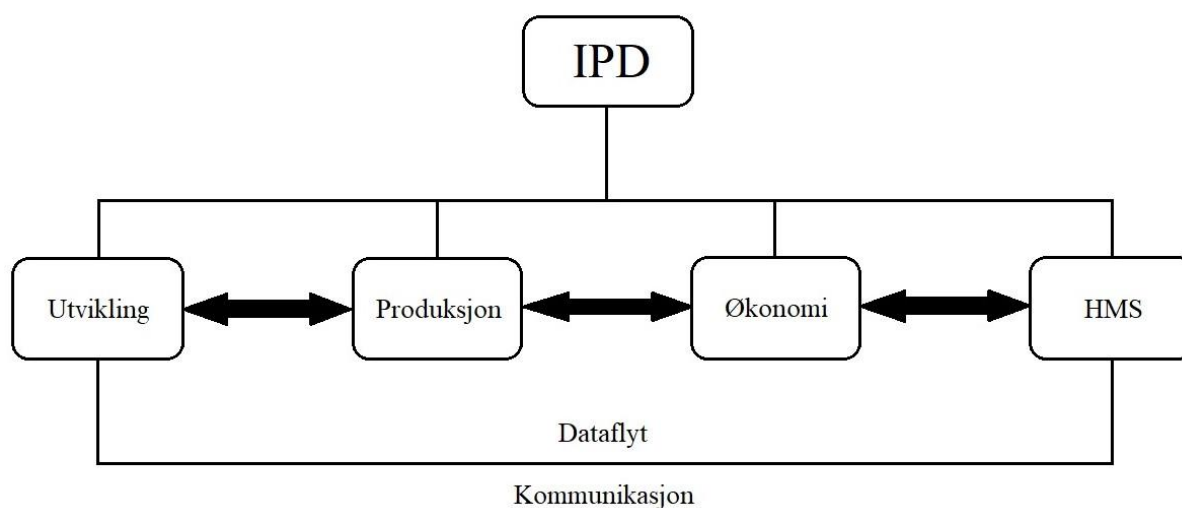 IPD
Utvikling
Produksjon
Økonomi
HMS
Dataflyt
Kommunikasjon